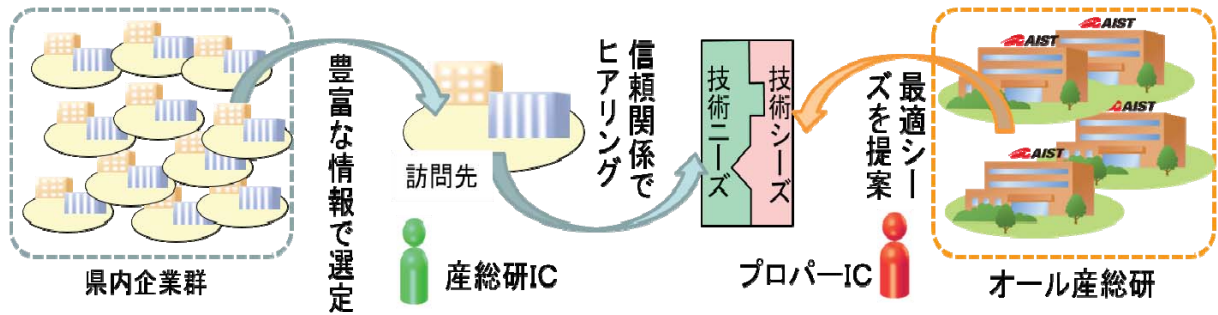 県内企業群
豊富な情報で選定
訪問先
産総研IC
信頼関係で
ヒアリング
技術ニーズ
技術シーズ
プロパーIC
最適シー
ズを提案
AIST
AIST
AIST
AIST
オール産総研